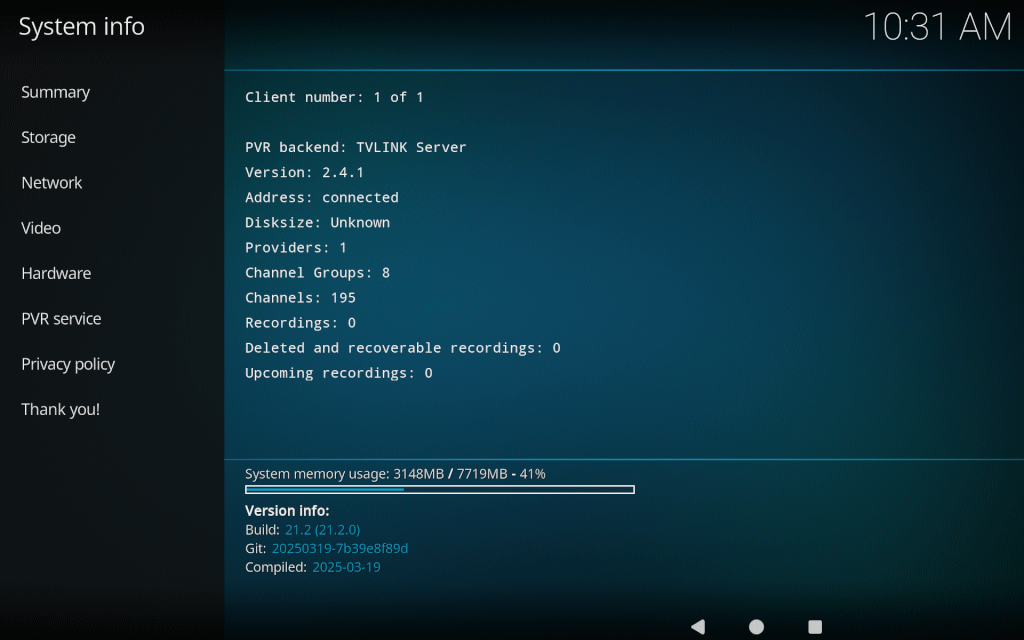 System info
10:31 AM
Summary
Storage
Network
Video
Hardware
PVR service
Privacy policy
Thank you!
Client number: 1 of 1
PVR backend: TVLINK Server
Version: 2.4.1
Address: connected
Disksize: Unknown
Providers: 1
Channel Groups: 8
Channels: 195
Recordings: 0
Deleted and recoverable recordings: 0
Upcoming recordings: 0
System memory usage: 3148MB / 7719MB - 41%
Version info:
Build: 21.2 (21.2.0)
Git: 20250319-7b39e8f89d
Compiled: 2025-03-19